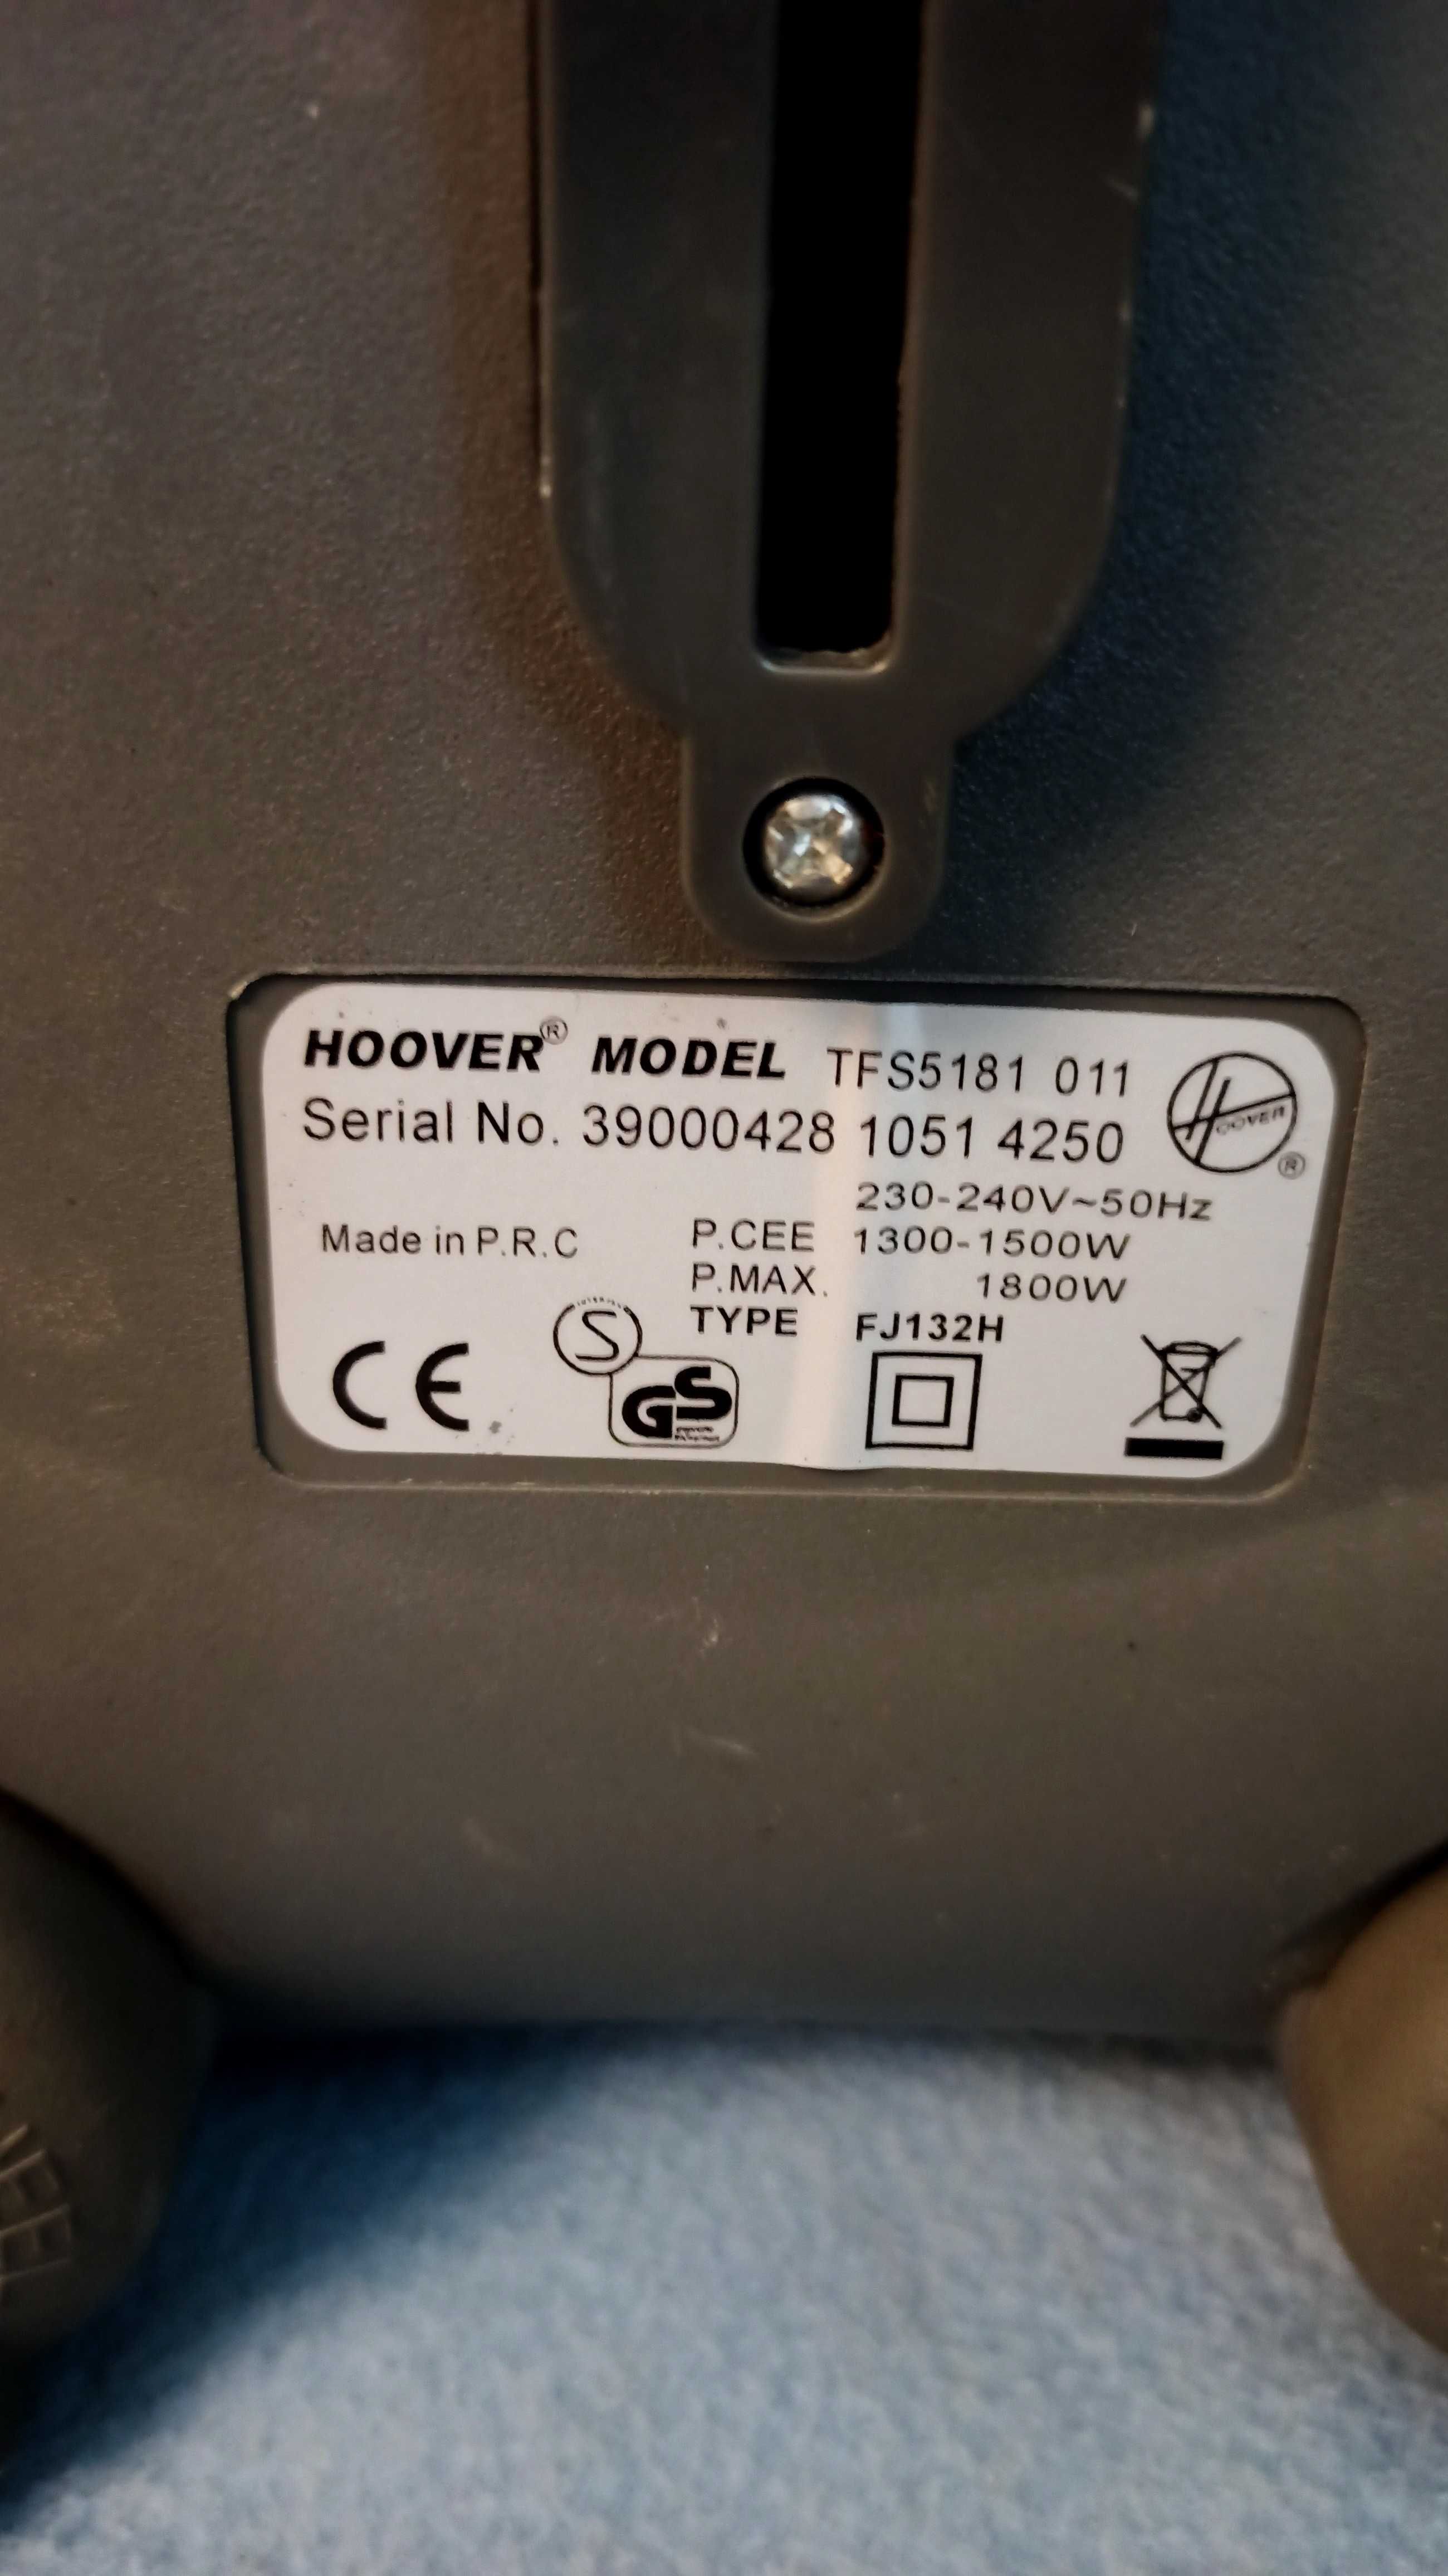 HOOVER® MODEL TFS5181 011
Serial No. 39000428 1051 4250
HOOVER ®
230-240V~50Hz
Made in P.R.C P.CEE 1300-1500W
P.MAX. 1800W
TYPE FJ132H
S
CE GS